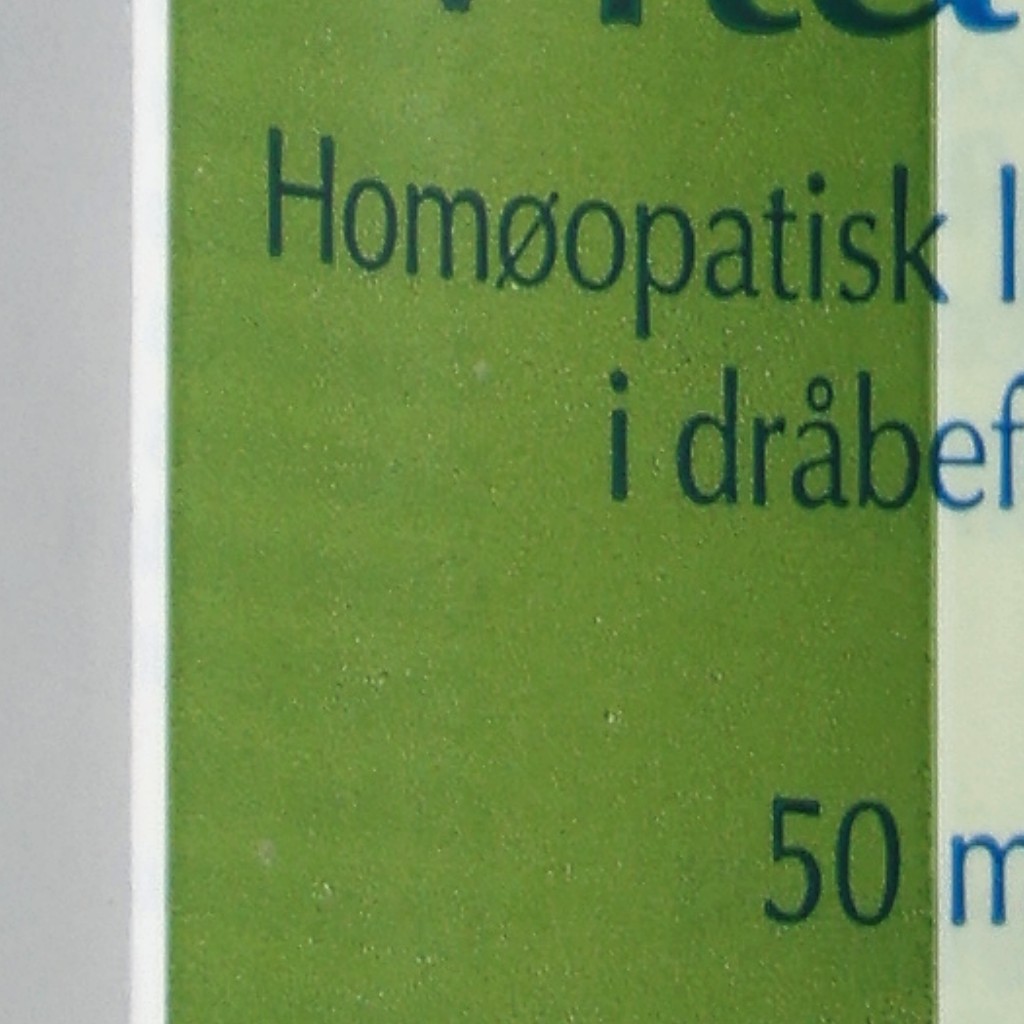 Homøopatisk
i dråbef
50 m